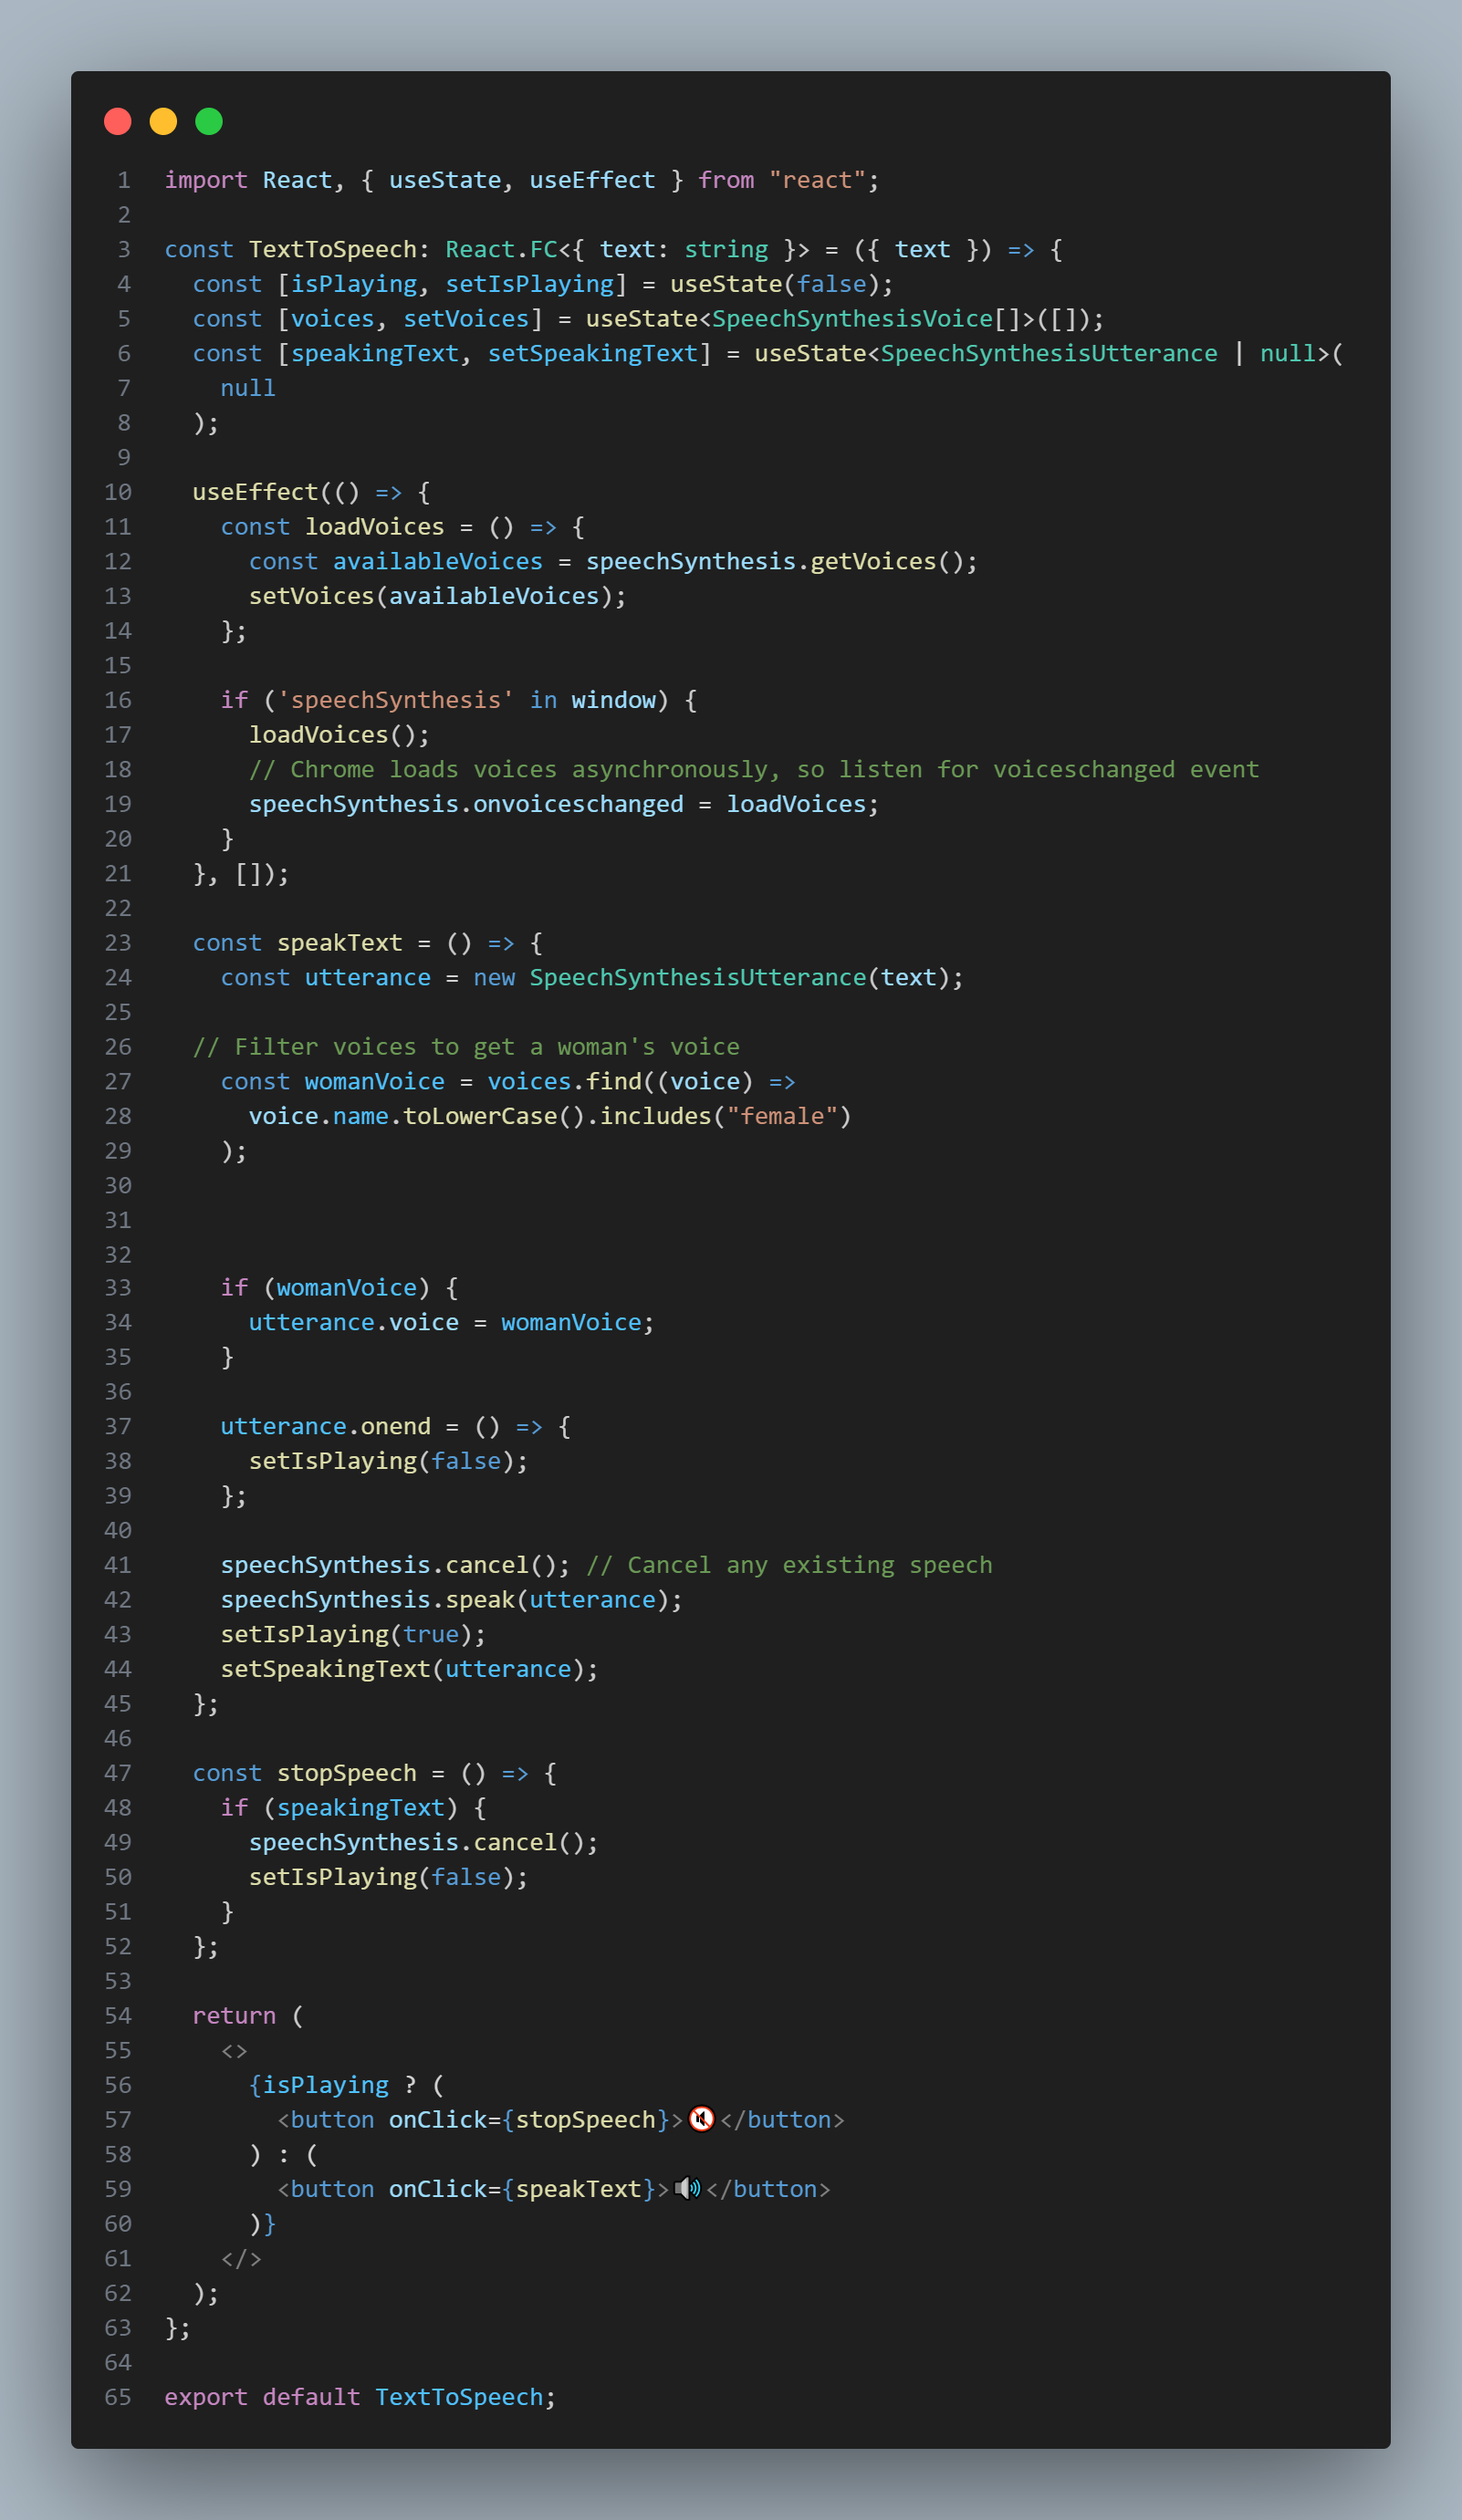 1 import React, { useState, useEffect } from "react";
2
3 const TextToSpeech: React.FC<{ text: string }> = ({ text }) => {
4   const [isPlaying, setIsPlaying] = useState(false);
5   const [voices, setVoices] = useState<SpeechSynthesisVoice[]>([]);
6   const [speakingText, setSpeakingText] = useState<SpeechSynthesisUtterance | null>(
7     null
8   );
9
10   useEffect(() => {
11     const loadVoices = () => {
12       const availableVoices = speechSynthesis.getVoices();
13       setVoices(availableVoices);
14     };
15
16     if ('speechSynthesis' in window) {
17       loadVoices();
18       // Chrome loads voices asynchronously, so listen for voiceschanged event
19       speechSynthesis.onvoiceschanged = loadVoices;
20     }
21   }, []);
22
23   const speakText = () => {
24     const utterance = new SpeechSynthesisUtterance(text);
25
26   // Filter voices to get a woman's voice
27     const womanVoice = voices.find((voice) =>
28       voice.name.toLowerCase().includes("female")
29     );
30
31
32
33     if (womanVoice) {
34       utterance.voice = womanVoice;
35     }
36
37     utterance.onend = () => {
38       setIsPlaying(false);
39     };
40
41     speechSynthesis.cancel(); // Cancel any existing speech
42     speechSynthesis.speak(utterance);
43     setIsPlaying(true);
44     setSpeakingText(utterance);
45   };
46
47   const stopSpeech = () => {
48     if (speakingText) {
49       speechSynthesis.cancel();
50       setIsPlaying(false);
51     }
52   };
53
54   return (
55     <>
56       {isPlaying ? (
57         <button onClick={stopSpeech}>🔇</button>
58       ) : (
59         <button onClick={speakText}>🔊</button>
60       )}
61     </>
62   );
63 };
64
65 export default TextToSpeech;